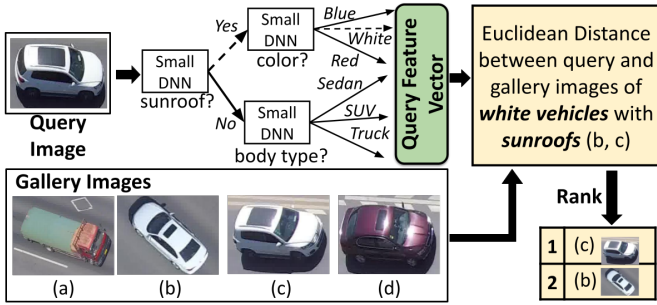 Query
Image
Small
DNN
sunroof?
Yes
No
Small
DNN
color?
Blue
White
Red
Small
DNN
body type?
Sedan
SUV
Truck
Query Feature
Vector
Euclidean Distance
between query and
gallery images of
white vehicles with
sunroofs (b, c)
Gallery Images
(a)
(b)
(c)
(d)
Rank
1 (c)
2 (b)